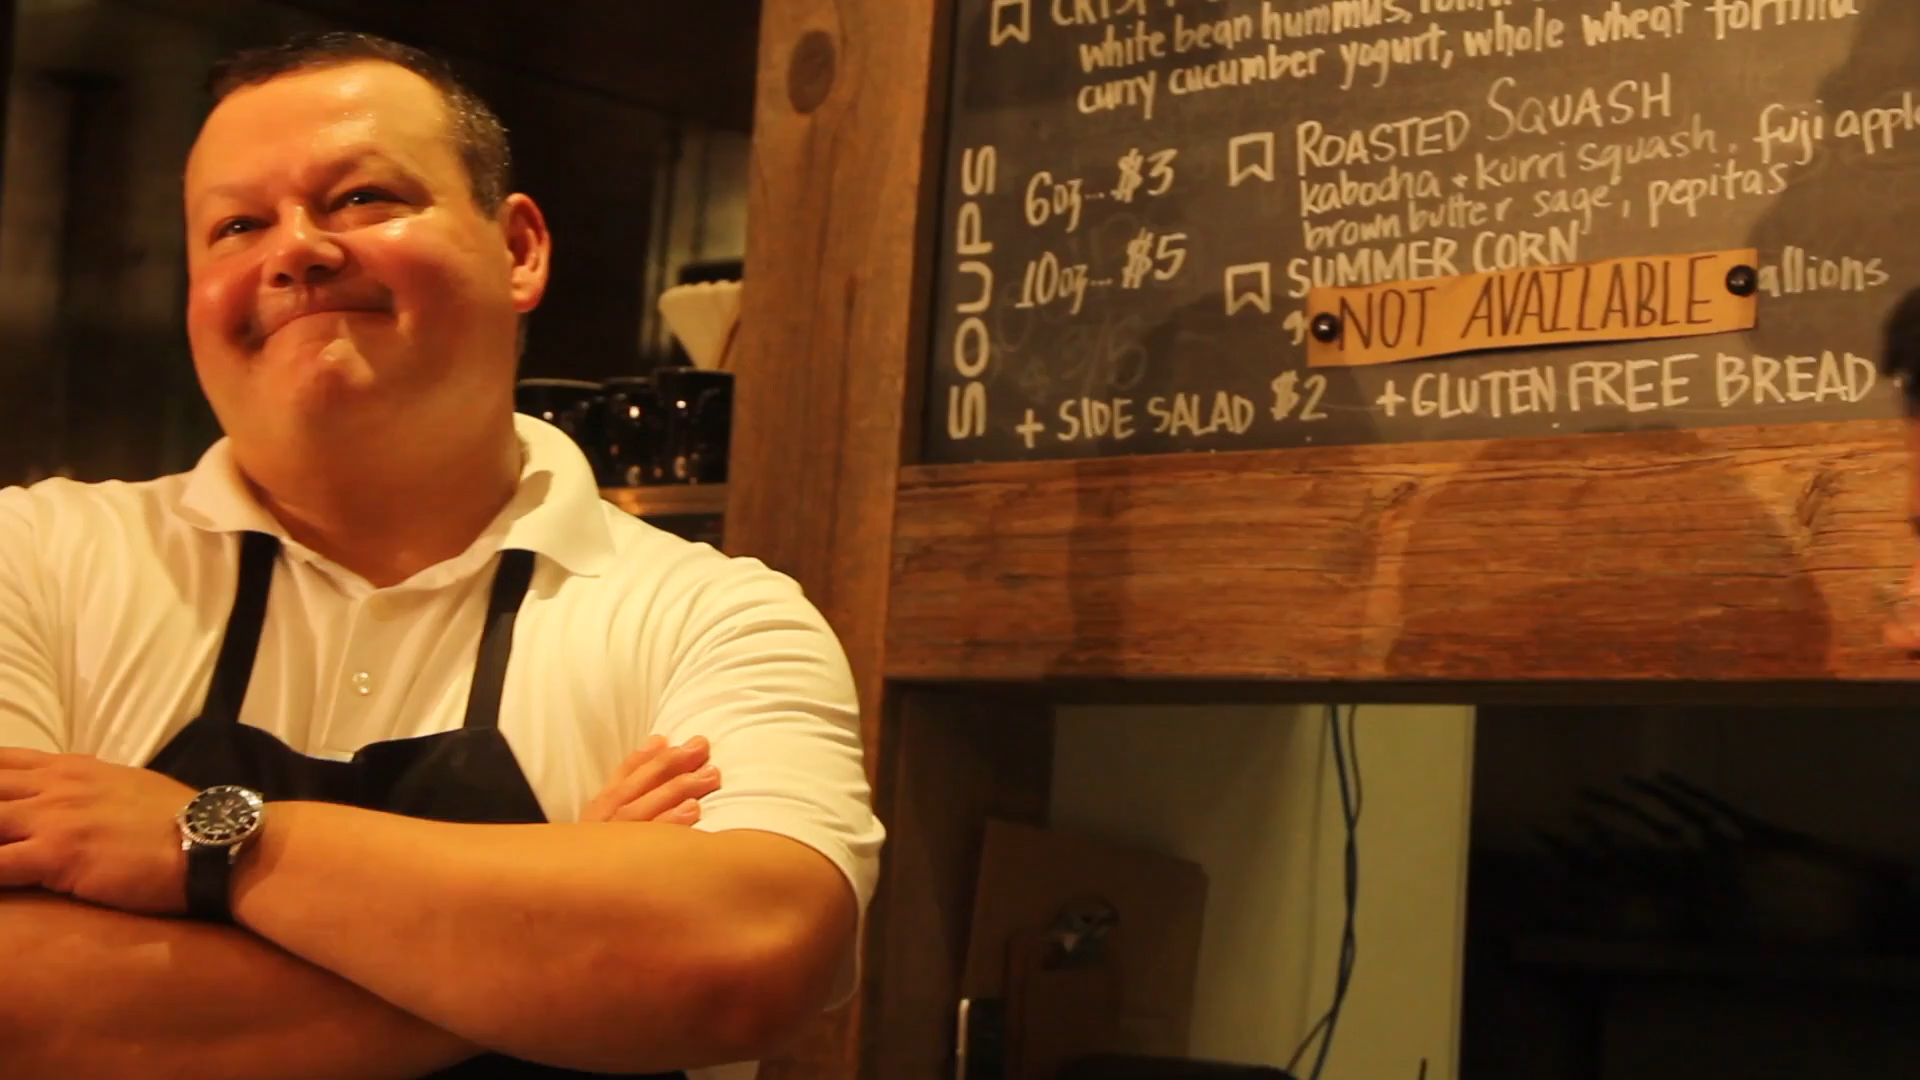 white bean hummus,
curry cucumber yogurt, whole wheat tortilla
SOUPS
6oz... $3
10oz... $5
ROASTED SQUASH
kabocha + kurri squash, fuji apple
brown butter sage, pepitas
SUMMER CORN
NOT AVAILABLE
allions
+ SIDE SALAD $2 + GLUTEN FREE BREAD